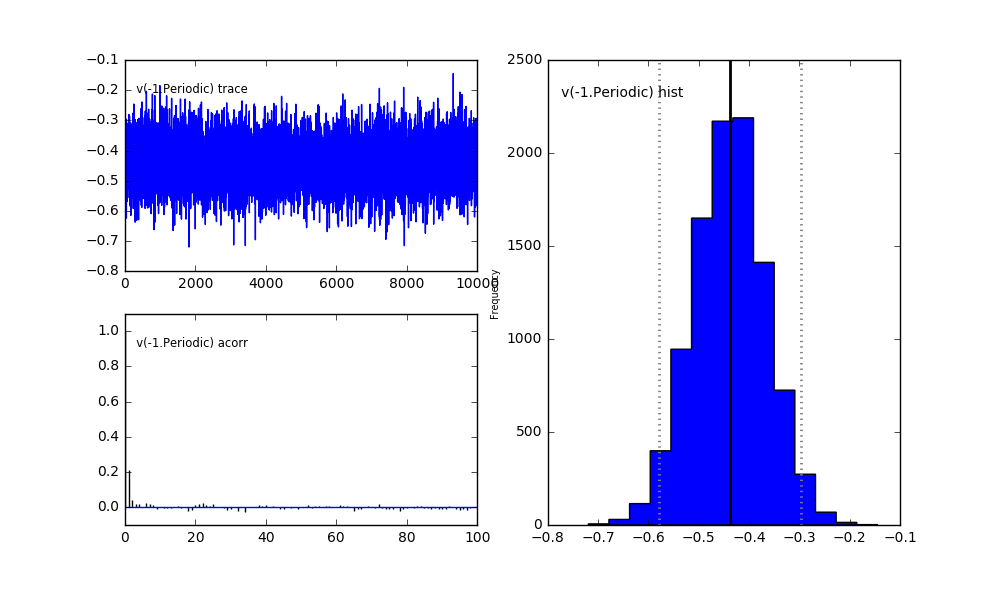 −0.1
−0.2
−0.3
−0.4
−0.5
−0.6
−0.7
−0.8
v(-1.Periodic) trace
0 2000 4000 6000 8000 10000
1.0
0.8
0.6
0.4
0.2
0.0
v(-1.Periodic) acorr
0 20 40 60 80 100
Frequency
2500
2000
1500
1000
500
0
v(-1.Periodic) hist
−0.8 −0.7 −0.6 −0.5 −0.4 −0.3 −0.2 −0.1